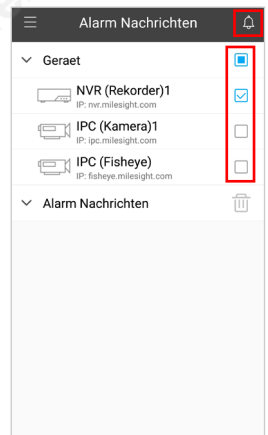 Alarm Nachrichten
Geraet
NVR (Rekorder)1
IP: nvr.milesight.com
IPC (Kamera)1
IP: ipc.milesight.com
IPC (Fisheye)
IP: fisheye.milesight.com
Alarm Nachrichten